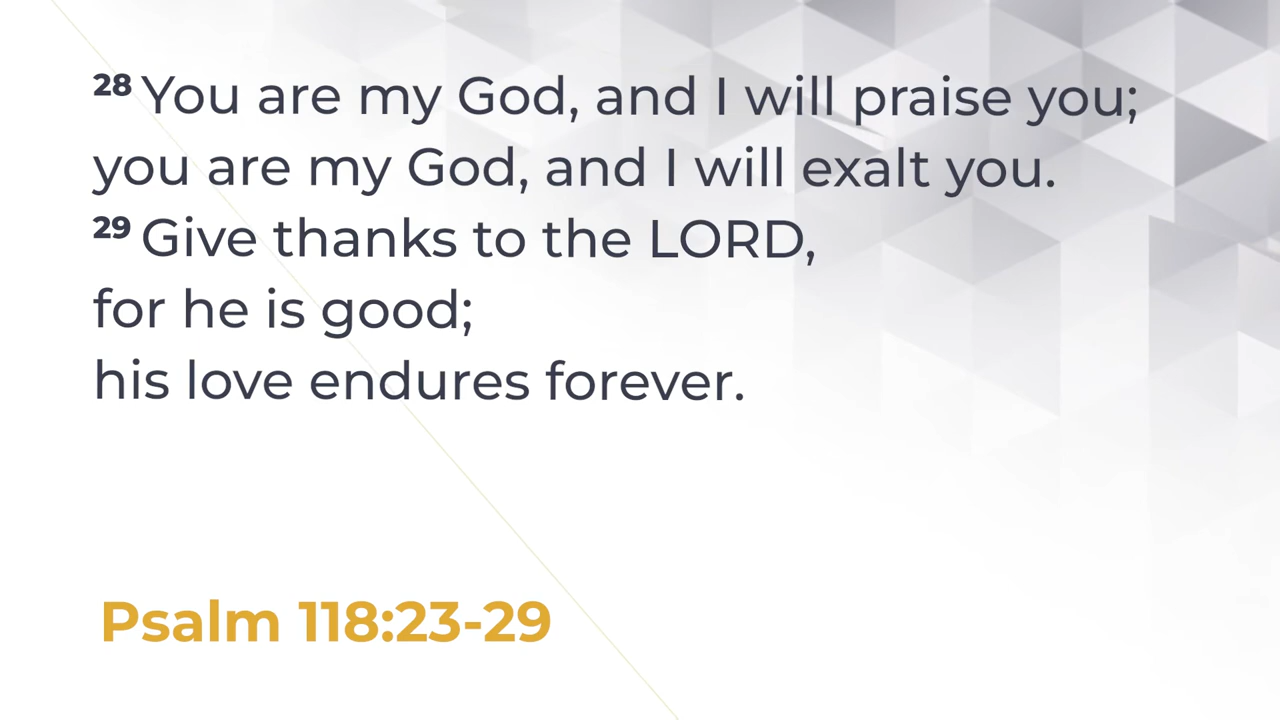 28 You are my God, and I will praise you;
you are my God, and I will exalt you.
29 Give thanks to the LORD,
for he is good;
his love endures forever.
Psalm 118:23-29